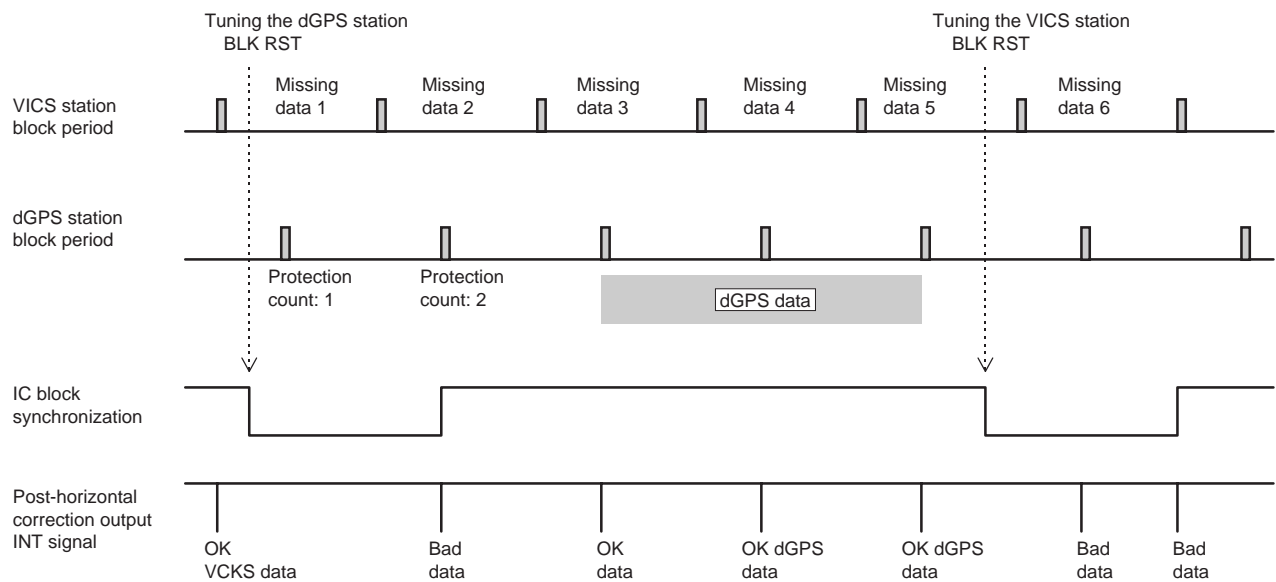 Tuning the dGPS station
BLK RST
Tuning the VICS station
BLK RST
VICS station
block period
Missing
data 1
Missing
data 2
Missing
data 3
Missing
data 4
Missing
data 5
Missing
data 6
dGPS station
block period
Protection
count: 1
Protection
count: 2
dGPS data
IC block
synchronization
Post-horizontal
correction output
INT signal
OK
VCKS data
Bad
data
OK
data
OK dGPS
data
OK dGPS
data
Bad
data
Bad
data